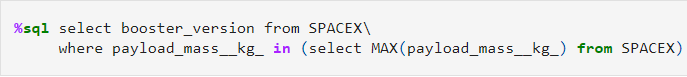 %sql select booster_version from SPACEX\
where payload_mass__kg_ in (select MAX(payload_mass__kg_) from SPACEX)